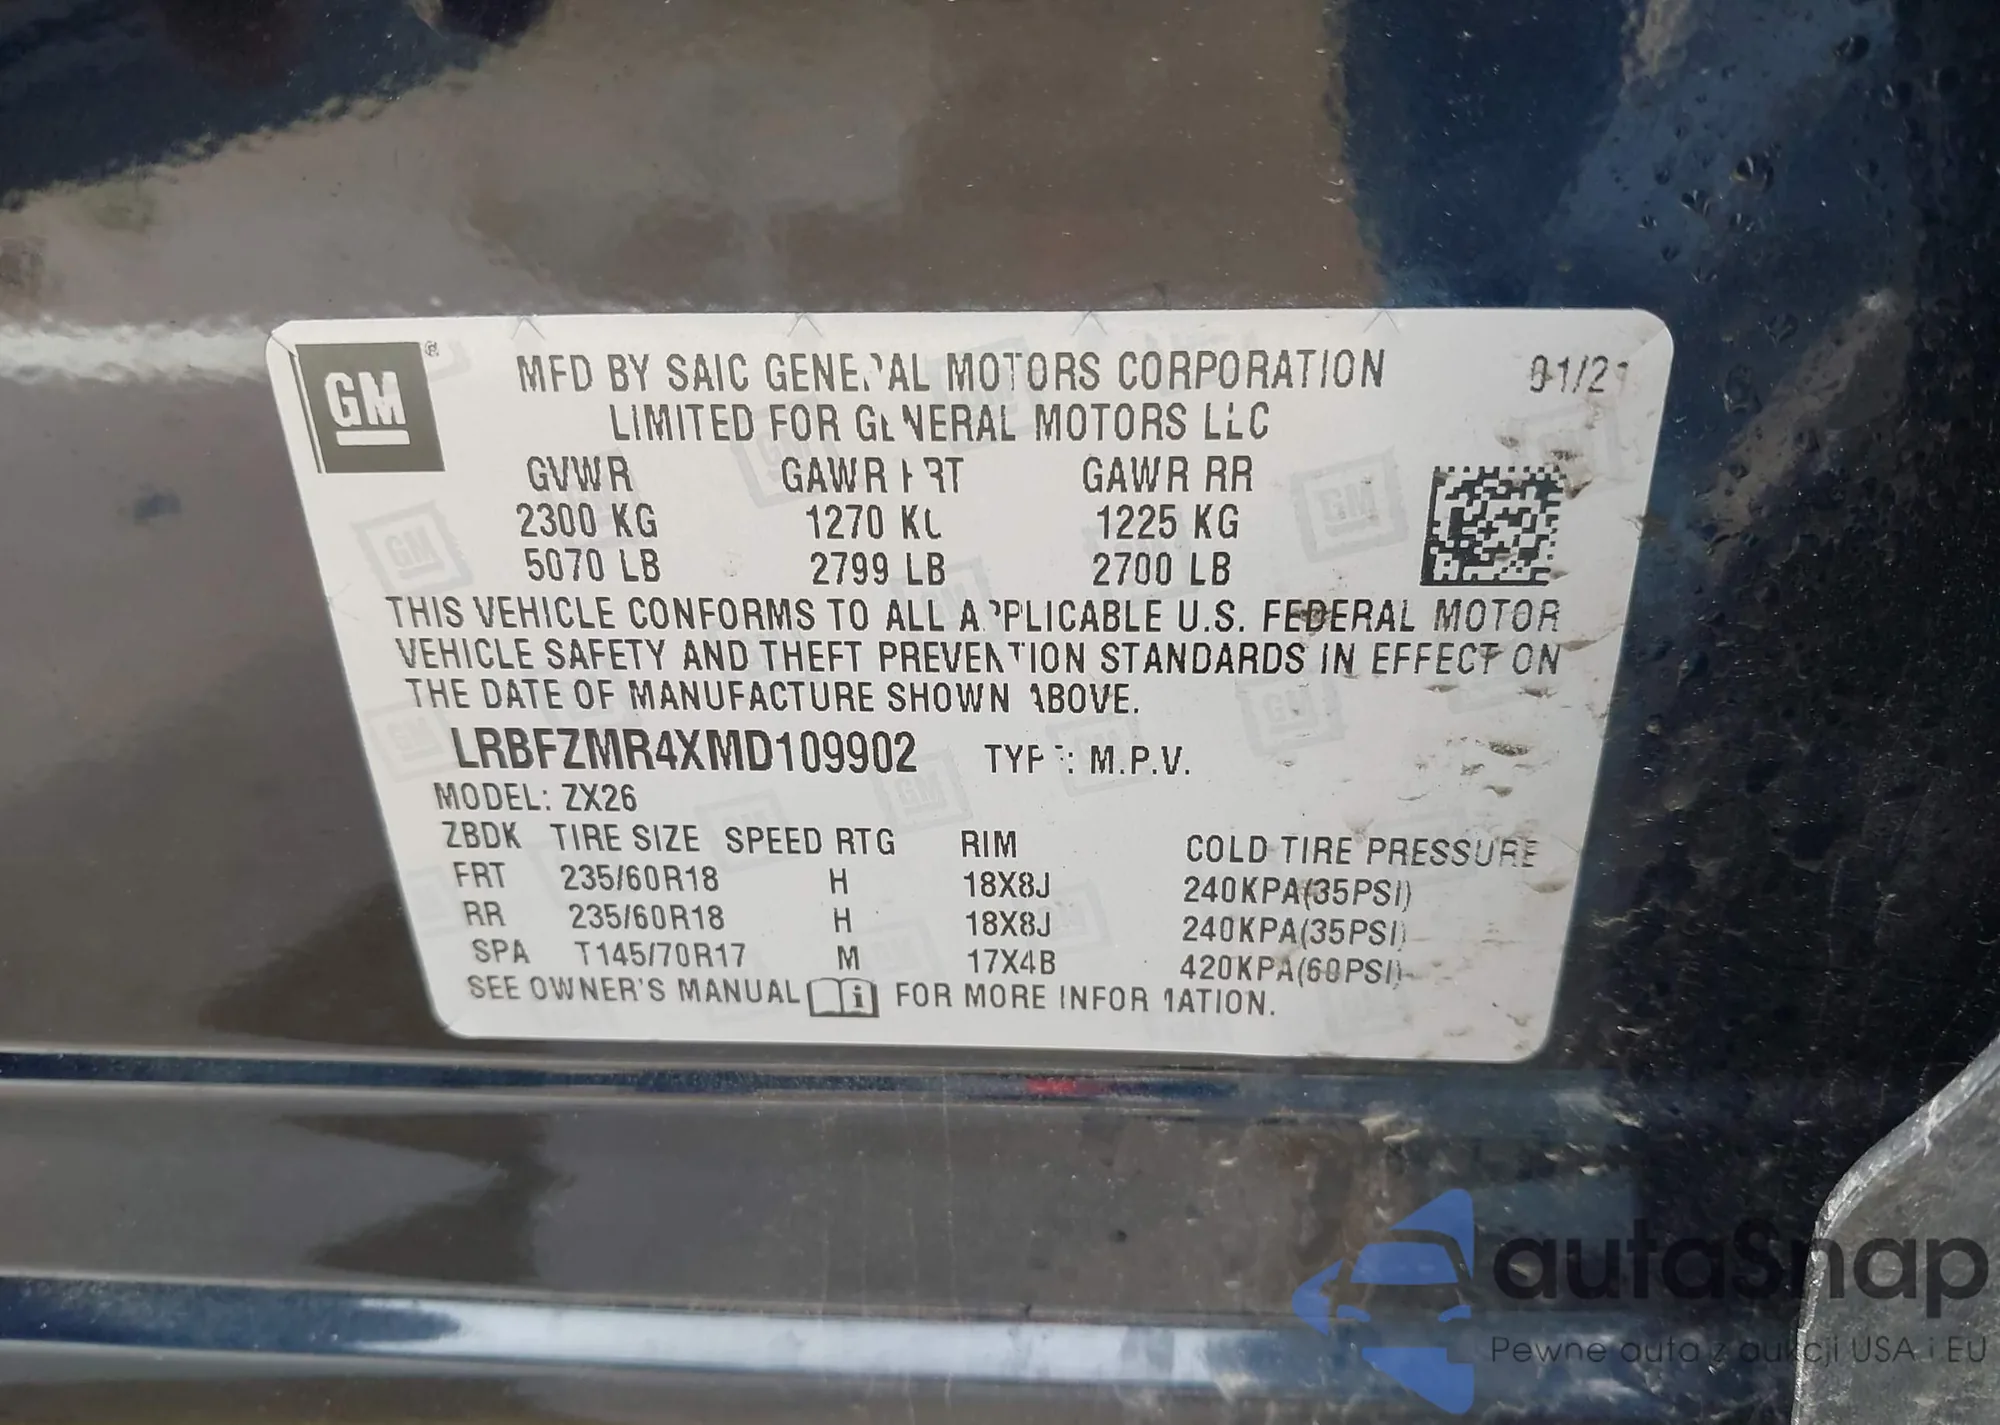 GM ®
MFD BY SAIC GENERAL MOTORS CORPORATION 01/21
LIMITED FOR GENERAL MOTORS LLC
GVWR GAWR FRT GAWR RR
2300 KG 1270 KG 1225 KG
5070 LB 2799 LB 2700 LB
THIS VEHICLE CONFORMS TO ALL APPLICABLE U.S. FEDERAL MOTOR
VEHICLE SAFETY AND THEFT PREVENTION STANDARDS IN EFFECT ON
THE DATE OF MANUFACTURE SHOWN ABOVE.
LRBFZMR4XMD109902 TYPE: M.P.V.
MODEL: ZX26
ZBDK TIRE SIZE SPEED RTG RIM COLD TIRE PRESSURE
FRT 235/60R18 H 18X8J 240KPA(35PSI)
RR 235/60R18 H 18X8J 240KPA(35PSI)
SPA T145/70R17 M 17X4B 420KPA(60PSI)
SEE OWNER'S MANUAL i FOR MORE INFORMATION.
autaSnap
Pewne auta z aukcji USA i EU